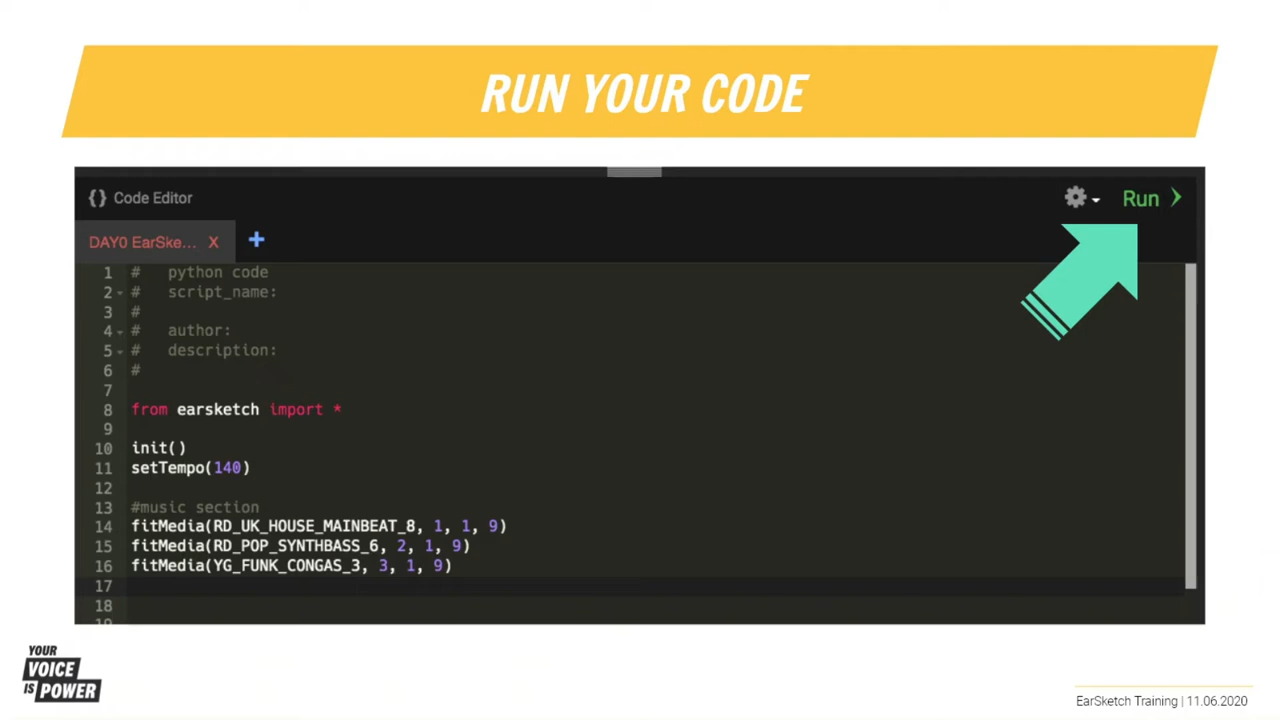 RUN YOUR CODE
{} Code Editor
Run
DAY0 EarSke... X +
1 # python code
2 # script_name:
3 #
4 # author:
5 # description:
6 #
7
8 from earsketch import *
9
10 init()
11 setTempo(140)
12
13 #music section
14 fitMedia(RD_UK_HOUSE_MAINBEAT_8, 1, 1, 9)
15 fitMedia(RD_POP_SYNTHBASS_6, 2, 1, 9)
16 fitMedia(YG_FUNK_CONGAS_3, 3, 1, 9)
17
18
19
YOUR
VOICE
IS POWER
EarSketch Training | 11.06.2020